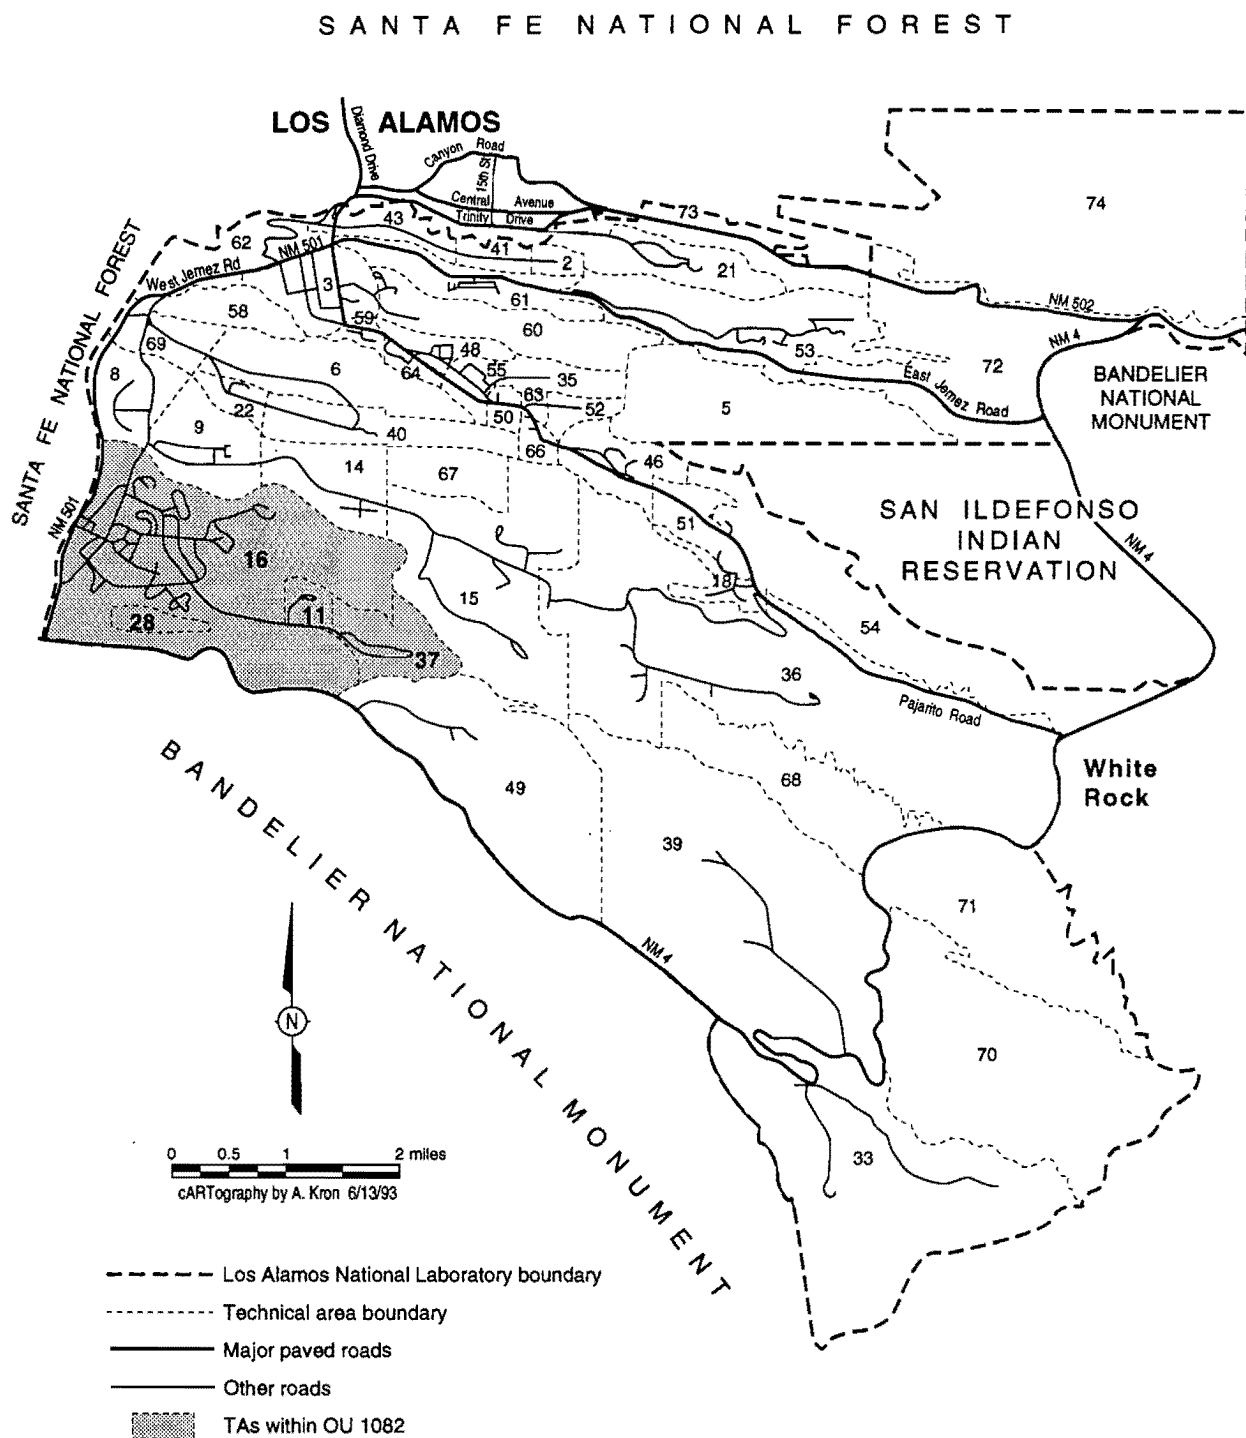 SANTA FE NATIONAL FOREST
LOS ALAMOS
Diamond Drive
Canyon Road
15th St
Central Avenue
Trinity Drive
SANTA FE NATIONAL FOREST
West Jemez Rd
NM 501
NM 501
43
73
74
62
41
2
21
3
61
58
59
60
NM 502
NM 4
53
72
69
48
6
64
55
35
8
East Jemez Road
BANDELIER
NATIONAL
MONUMENT
63
22
50
52
5
9
40
66
46
14
67
SAN ILDEFONSO
INDIAN
RESERVATION
51
NM 4
16
18
15
11
28
54
37
36
Pajarito Road
White
Rock
BANDELIER NATIONAL MONUMENT
49
68
39
71
NM 4
70
33
N
0 0.5 1 2 miles
cARTography by A. Kron 6/13/93
Los Alamos National Laboratory boundary
Technical area boundary
Major paved roads
Other roads
TAs within OU 1082